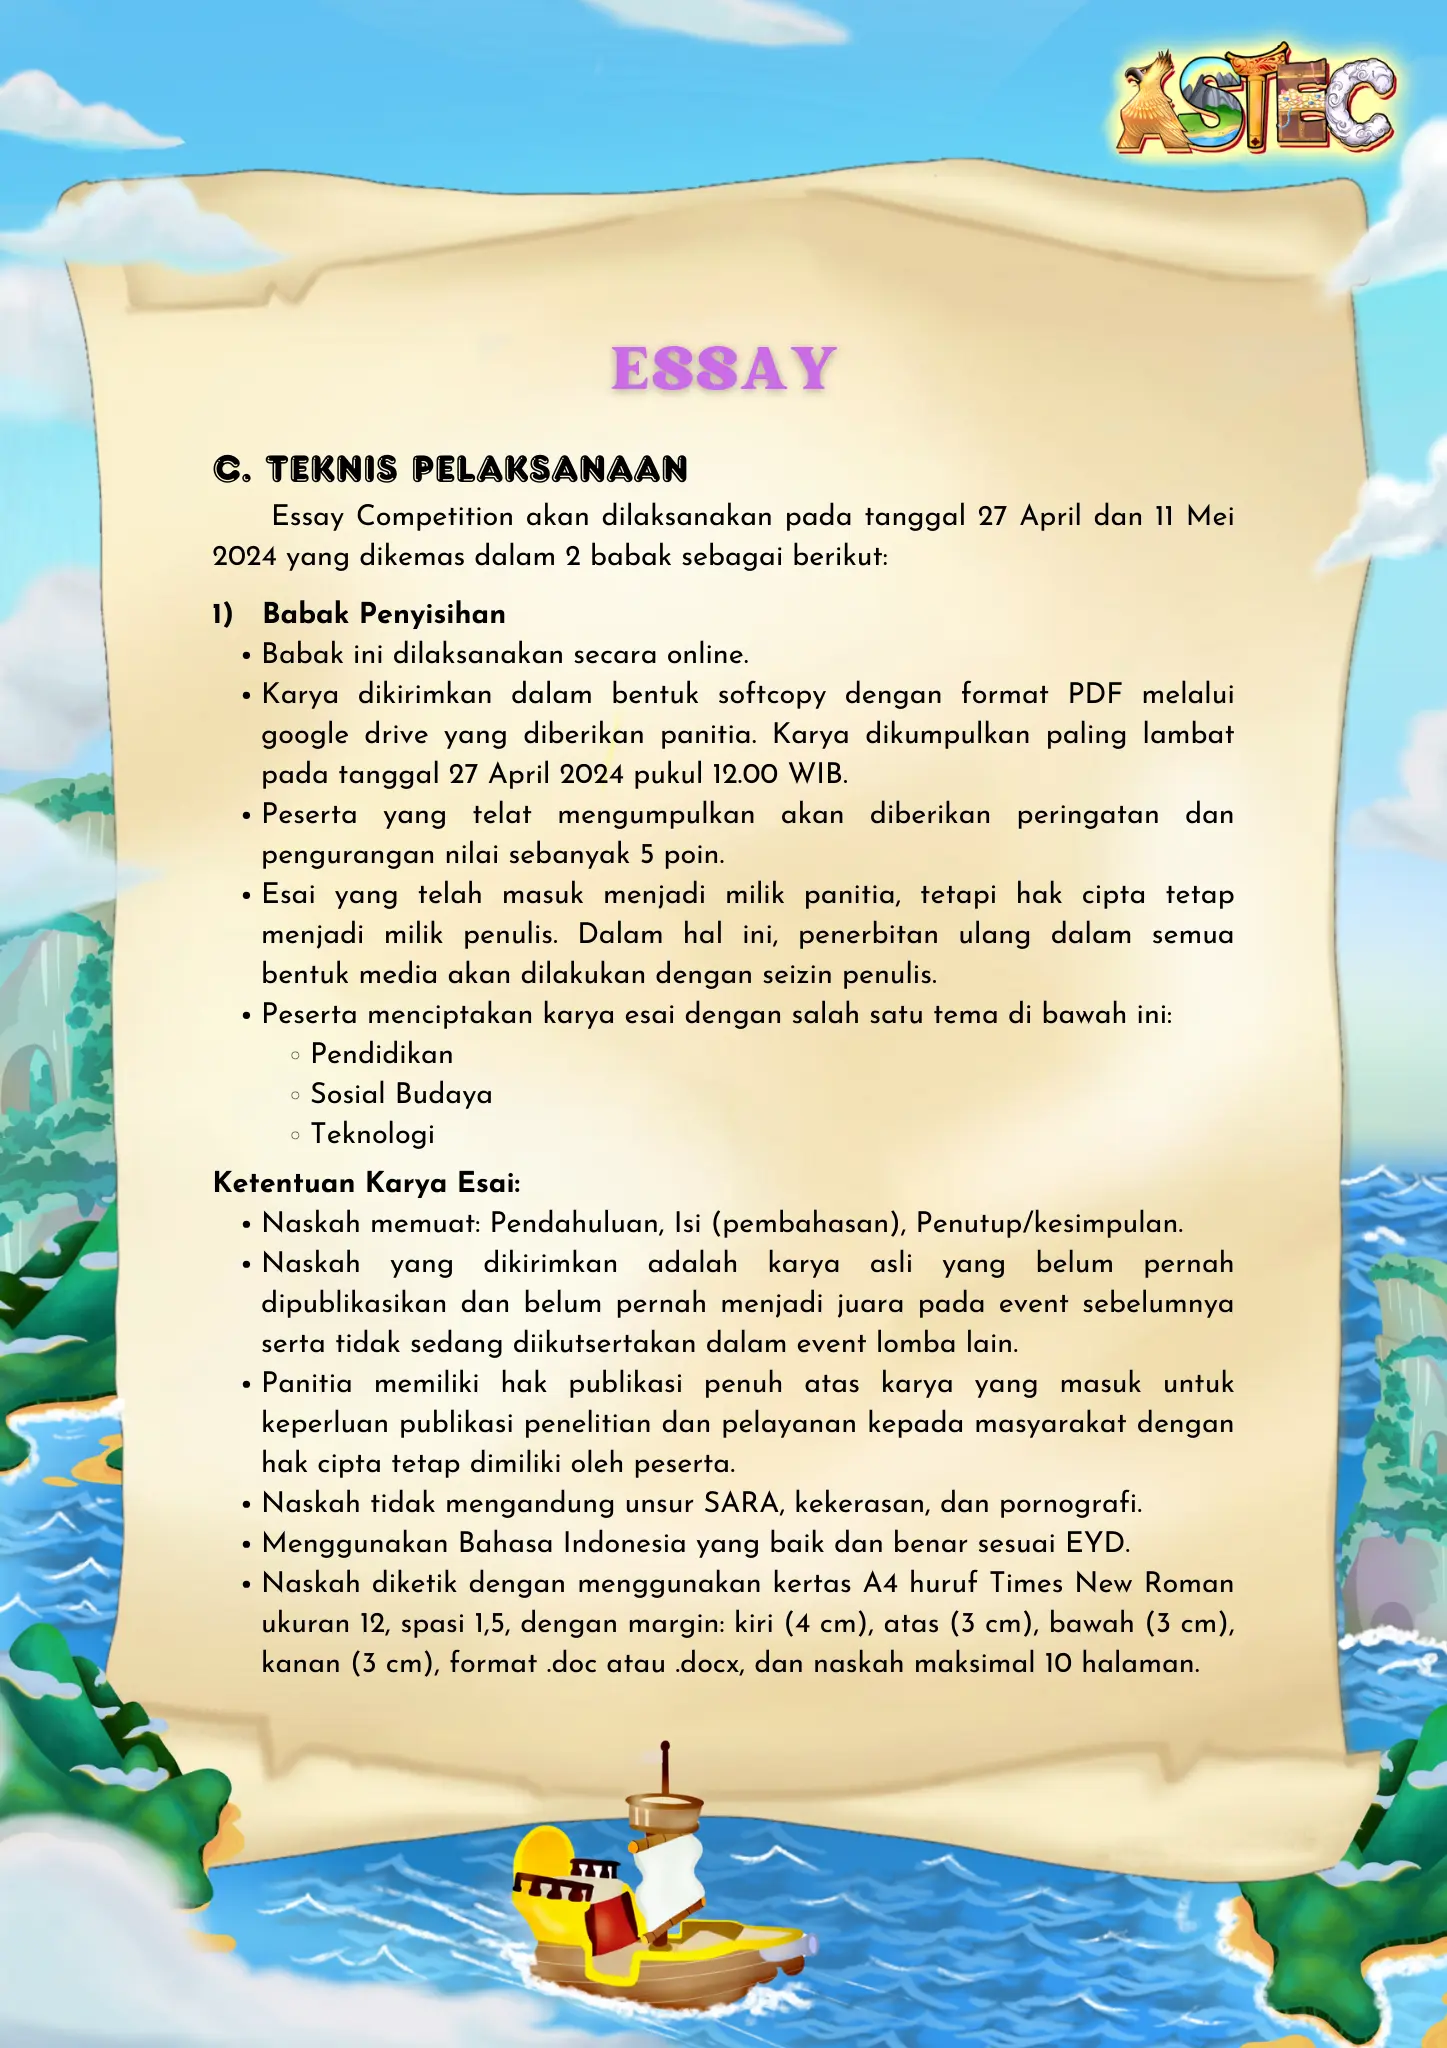 ASTEC
ESSAY
C. TEKNIS PELAKSANAAN
Essay Competition akan dilaksanakan pada tanggal 27 April dan 11 Mei
2024 yang dikemas dalam 2 babak sebagai berikut:
1) Babak Penyisihan
• Babak ini dilaksanakan secara online.
• Karya dikirimkan dalam bentuk softcopy dengan format PDF melalui
google drive yang diberikan panitia. Karya dikumpulkan paling lambat
pada tanggal 27 April 2024 pukul 12.00 WIB.
• Peserta yang telat mengumpulkan akan diberikan peringatan dan
pengurangan nilai sebanyak 5 poin.
• Esai yang telah masuk menjadi milik panitia, tetapi hak cipta tetap
menjadi milik penulis. Dalam hal ini, penerbitan ulang dalam semua
bentuk media akan dilakukan dengan seizin penulis.
• Peserta menciptakan karya esai dengan salah satu tema di bawah ini:
◦ Pendidikan
◦ Sosial Budaya
◦ Teknologi
Ketentuan Karya Esai:
• Naskah memuat: Pendahuluan, Isi (pembahasan), Penutup/kesimpulan.
• Naskah yang dikirimkan adalah karya asli yang belum pernah
dipublikasikan dan belum pernah menjadi juara pada event sebelumnya
serta tidak sedang diikutsertakan dalam event lomba lain.
• Panitia memiliki hak publikasi penuh atas karya yang masuk untuk
keperluan publikasi penelitian dan pelayanan kepada masyarakat dengan
hak cipta tetap dimiliki oleh peserta.
• Naskah tidak mengandung unsur SARA, kekerasan, dan pornografi.
• Menggunakan Bahasa Indonesia yang baik dan benar sesuai EYD.
• Naskah diketik dengan menggunakan kertas A4 huruf Times New Roman
ukuran 12, spasi 1,5, dengan margin: kiri (4 cm), atas (3 cm), bawah (3 cm),
kanan (3 cm), format .doc atau .docx, dan naskah maksimal 10 halaman.